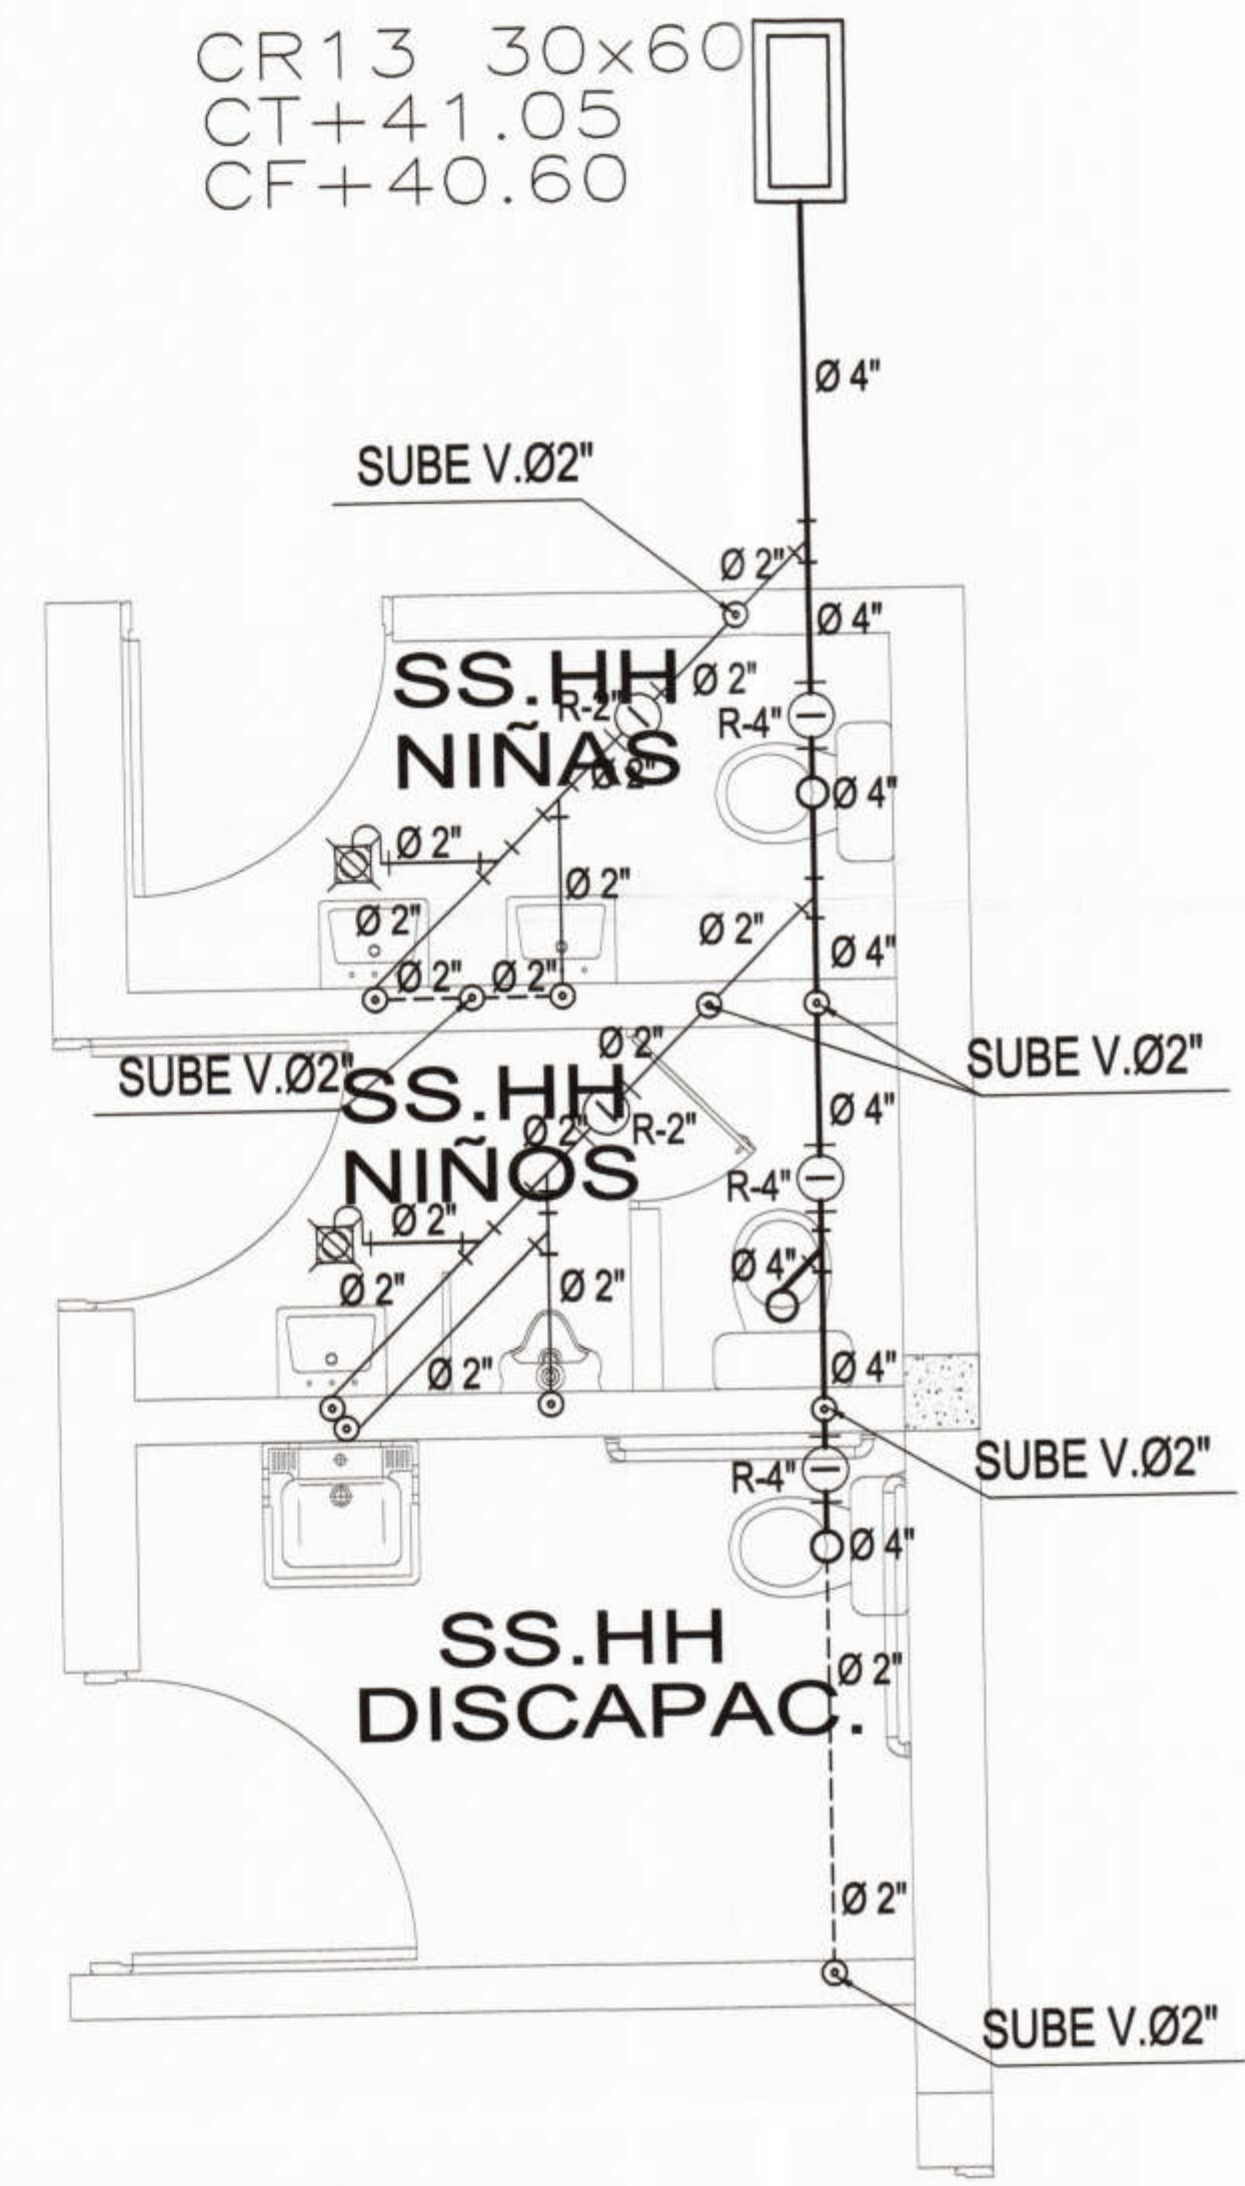 CR13 30x60
CT+41.05
CF+40.60
Ø 4"
SUBE V.Ø2"
Ø 2"
Ø 4"
SS.HH
NIÑAS
Ø 2"
R-2"
R-4"
Ø 2"
Ø 4"
Ø 2"
Ø 2"
Ø 2"
Ø 2"
Ø 4"
Ø 2"
Ø 2"
Ø 2"
SUBE V.Ø2"
SUBE V.Ø2"
SS.HH
NIÑOS
Ø 4"
Ø 2"
R-2"
R-4"
Ø 2"
Ø 4"
Ø 2"
Ø 2"
Ø 2"
Ø 4"
SUBE V.Ø2"
R-4"
Ø 4"
SS.HH
DISCAPAC.
Ø 2"
Ø 2"
SUBE V.Ø2"